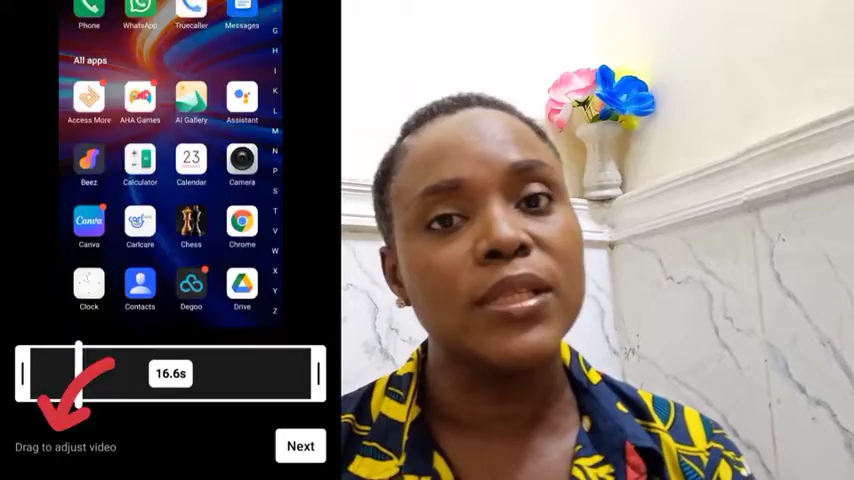 Phone WhatsApp Truecaller Messages
G
H
All apps
I
J
K
L
Access More AHA Games AI Gallery Assistant
M
N
23
P
Beez Calculator Calendar Camera
S
T
Canva
V
Canva Carlcare Chess Chrome
W
X
Y
Clock Contacts Degoo Drive
Z
16.6s
Drag to adjust video
Next